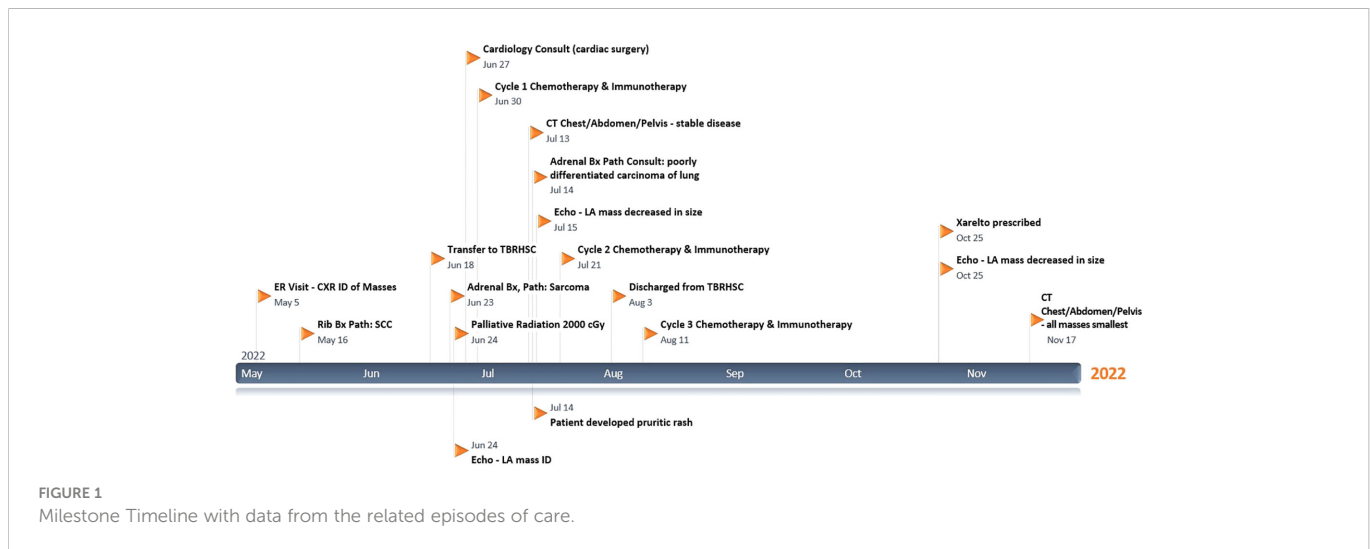 Cardiology Consult (cardiac surgery)
Jun 27
Cycle 1 Chemotherapy & Immunotherapy
Jun 30
CT Chest/Abdomen/Pelvis - stable disease
Jul 13
Adrenal Bx Path Consult: poorly
differentiated carcinoma of lung
Jul 14
Echo - LA mass decreased in size
Jul 15
Xarelto prescribed
Oct 25
Transfer to TBRHSC
Jun 18
Cycle 2 Chemotherapy & Immunotherapy
Jul 21
Echo - LA mass decreased in size
Oct 25
ER Visit - CXR ID of Masses
May 5
Adrenal Bx, Path: Sarcoma
Jun 23
Discharged from TBRHSC
Aug 3
CT
Chest/Abdomen/Pelvis
- all masses smallest
Nov 17
Rib Bx Path: SCC
May 16
Palliative Radiation 2000 cGy
Jun 24
Cycle 3 Chemotherapy & Immunotherapy
Aug 11
2022
May Jun Jul Aug Sep Oct Nov 2022
Jul 14
Patient developed pruritic rash
Jun 24
Echo - LA mass ID
FIGURE 1
Milestone Timeline with data from the related episodes of care.